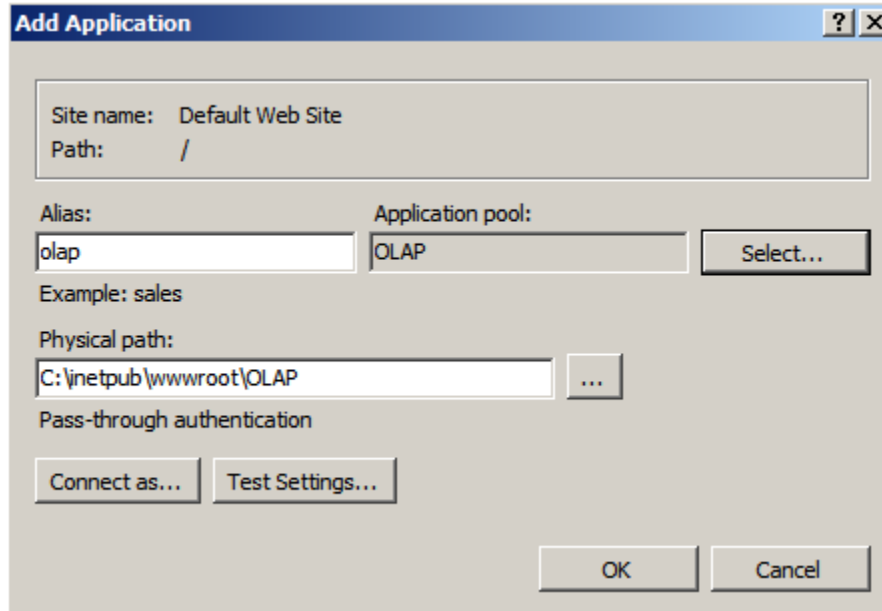 Add Application
Site name: Default Web Site
Path: /
Alias: Application pool:
olap OLAP Select...
Example: sales
Physical path:
C:\inetpub\wwwroot\OLAP ...
Pass-through authentication
Connect as... Test Settings...
OK Cancel